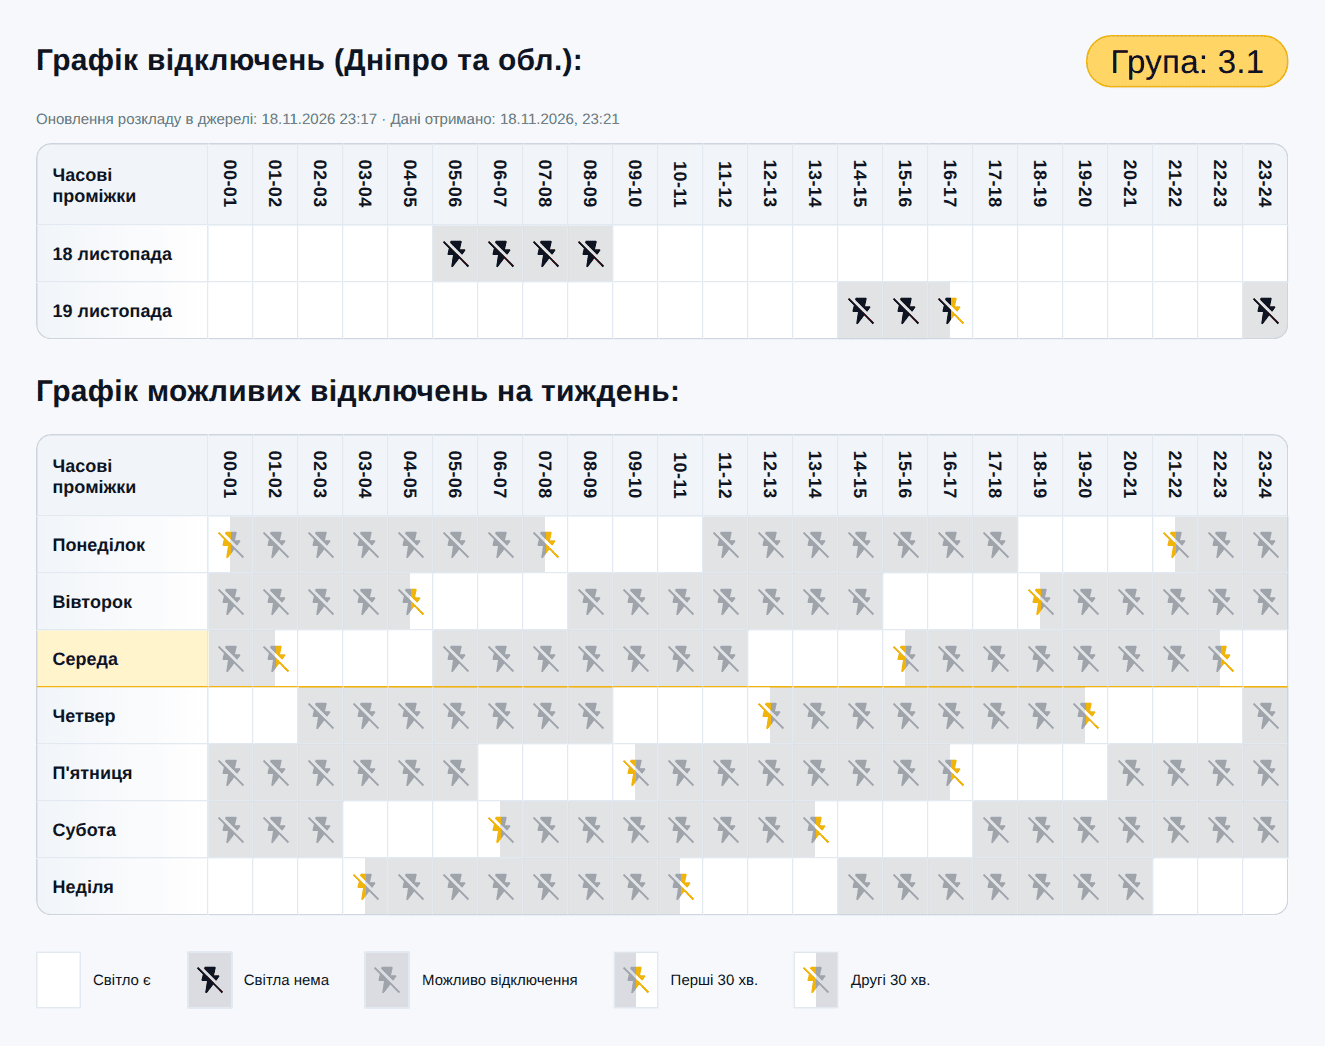 Графік відключень (Дніпро та обл.):
Група: 3.1
Оновлення розкладу в джерелі: 18.11.2026 23:17 · Дані отримано: 18.11.2026, 23:21
Часові проміжки 00-01 01-02 02-03 03-04 04-05 05-06 06-07 07-08 08-09 09-10 10-11 11-12 12-13 13-14 14-15 15-16 16-17 17-18 18-19 19-20 20-21 21-22 22-23 23-24
18 листопада
19 листопада
Графік можливих відключень на тиждень:
Часові проміжки 00-01 01-02 02-03 03-04 04-05 05-06 06-07 07-08 08-09 09-10 10-11 11-12 12-13 13-14 14-15 15-16 16-17 17-18 18-19 19-20 20-21 21-22 22-23 23-24
Понеділок
Вівторок
Середа
Четвер
П'ятниця
Субота
Неділя
Світло є Світла нема Можливо відключення Перші 30 хв. Другі 30 хв.